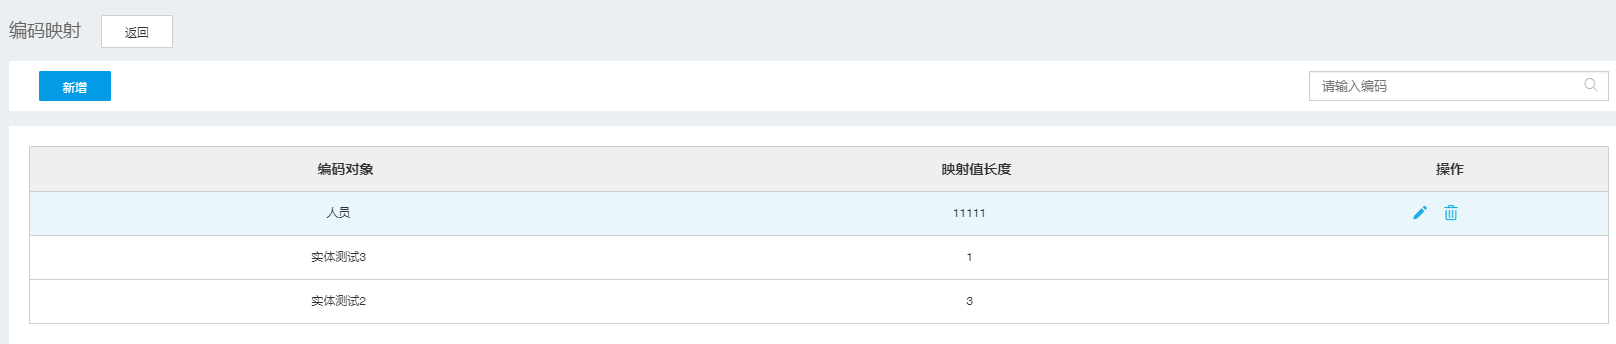 编码映射 返回
新增 请输入编码
编码对象 映射值长度 操作
人员 11111
实体测试3 1
实体测试2 3